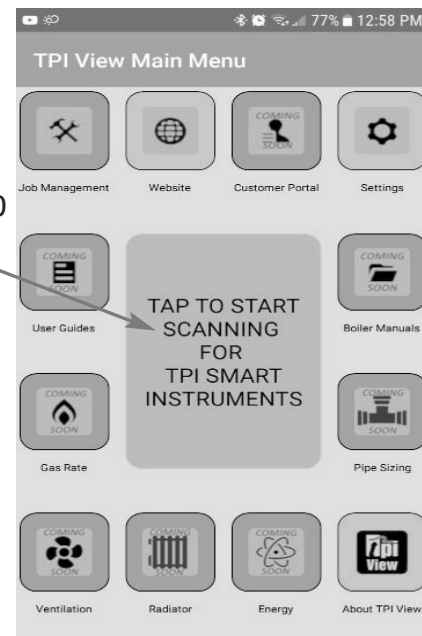 77% 12:58 PM
TPI View Main Menu
COMING
SOON
Job Management Website Customer Portal Settings
COMING
SOON
User Guides
COMING
SOON
Boiler Manuals
TAP TO START
SCANNING
FOR
TPI SMART
INSTRUMENTS
COMING
SOON
Gas Rate
COMING
SOON
Pipe Sizing
COMING
SOON
COMING
SOON
COMING
SOON
tpi
View
Ventilation Radiator Energy About TPI View